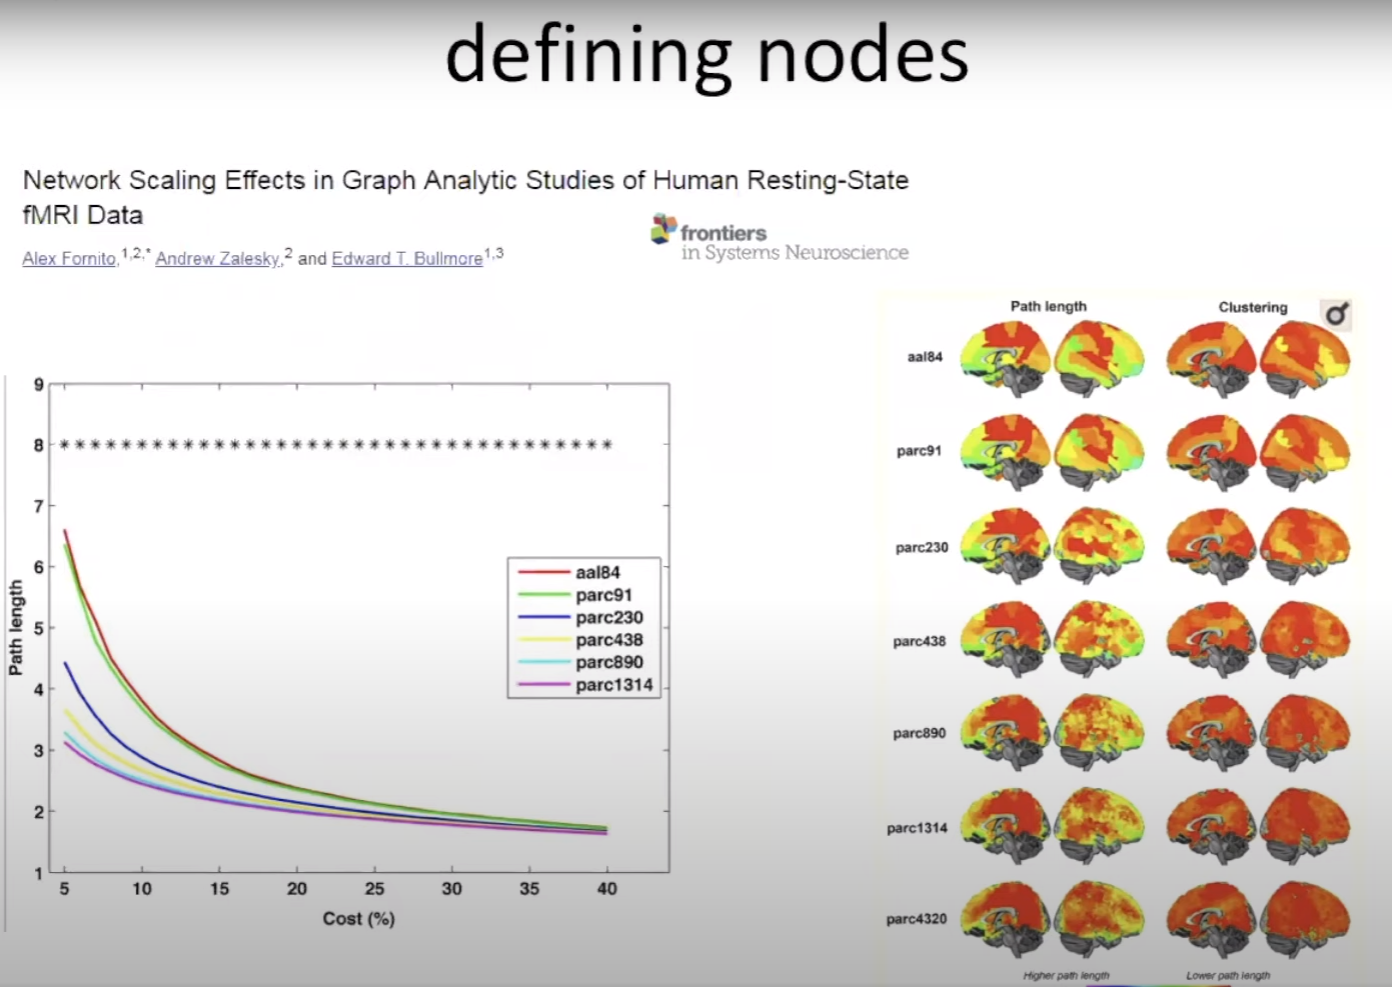 defining nodes
Network Scaling Effects in Graph Analytic Studies of Human Resting-State
fMRI Data
Alex Fornito,1,2,* Andrew Zalesky,2 and Edward T. Bullmore1,3
frontiers
in Systems Neuroscience
9
8
7
6
5
4
3
2
1
Path length
5 10 15 20 25 30 35 40
Cost (%)
aal84
parc91
parc230
parc438
parc890
parc1314
Path length Clustering
aal84
parc91
parc230
parc438
parc890
parc1314
parc4320
Higher path length Lower path length